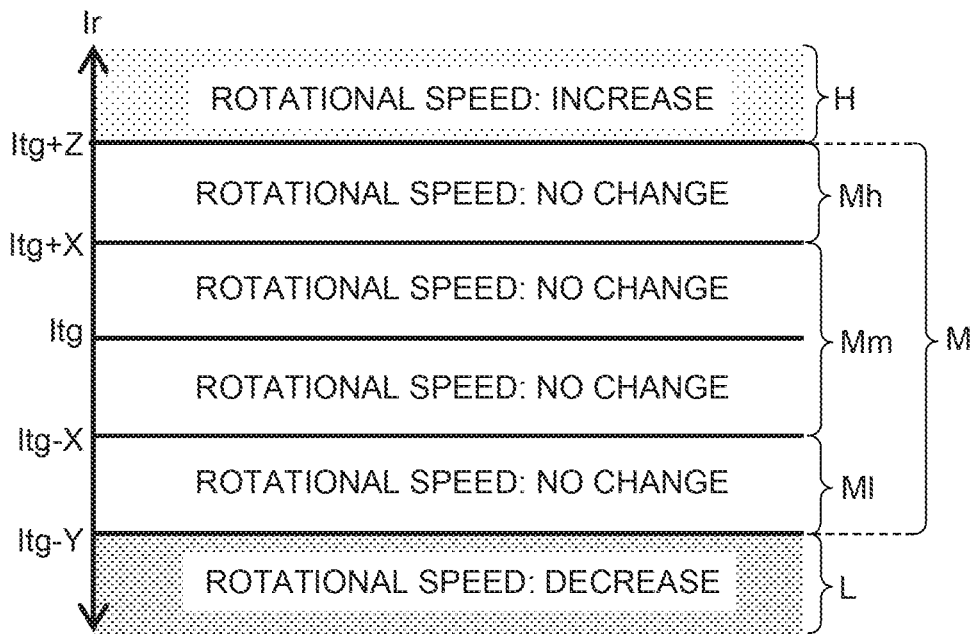 Ir
ROTATIONAL SPEED: INCREASE
H
Itg+Z
ROTATIONAL SPEED: NO CHANGE
Mh
Itg+X
ROTATIONAL SPEED: NO CHANGE
Itg
Mm
M
ROTATIONAL SPEED: NO CHANGE
Itg-X
ROTATIONAL SPEED: NO CHANGE
Ml
Itg-Y
ROTATIONAL SPEED: DECREASE
L